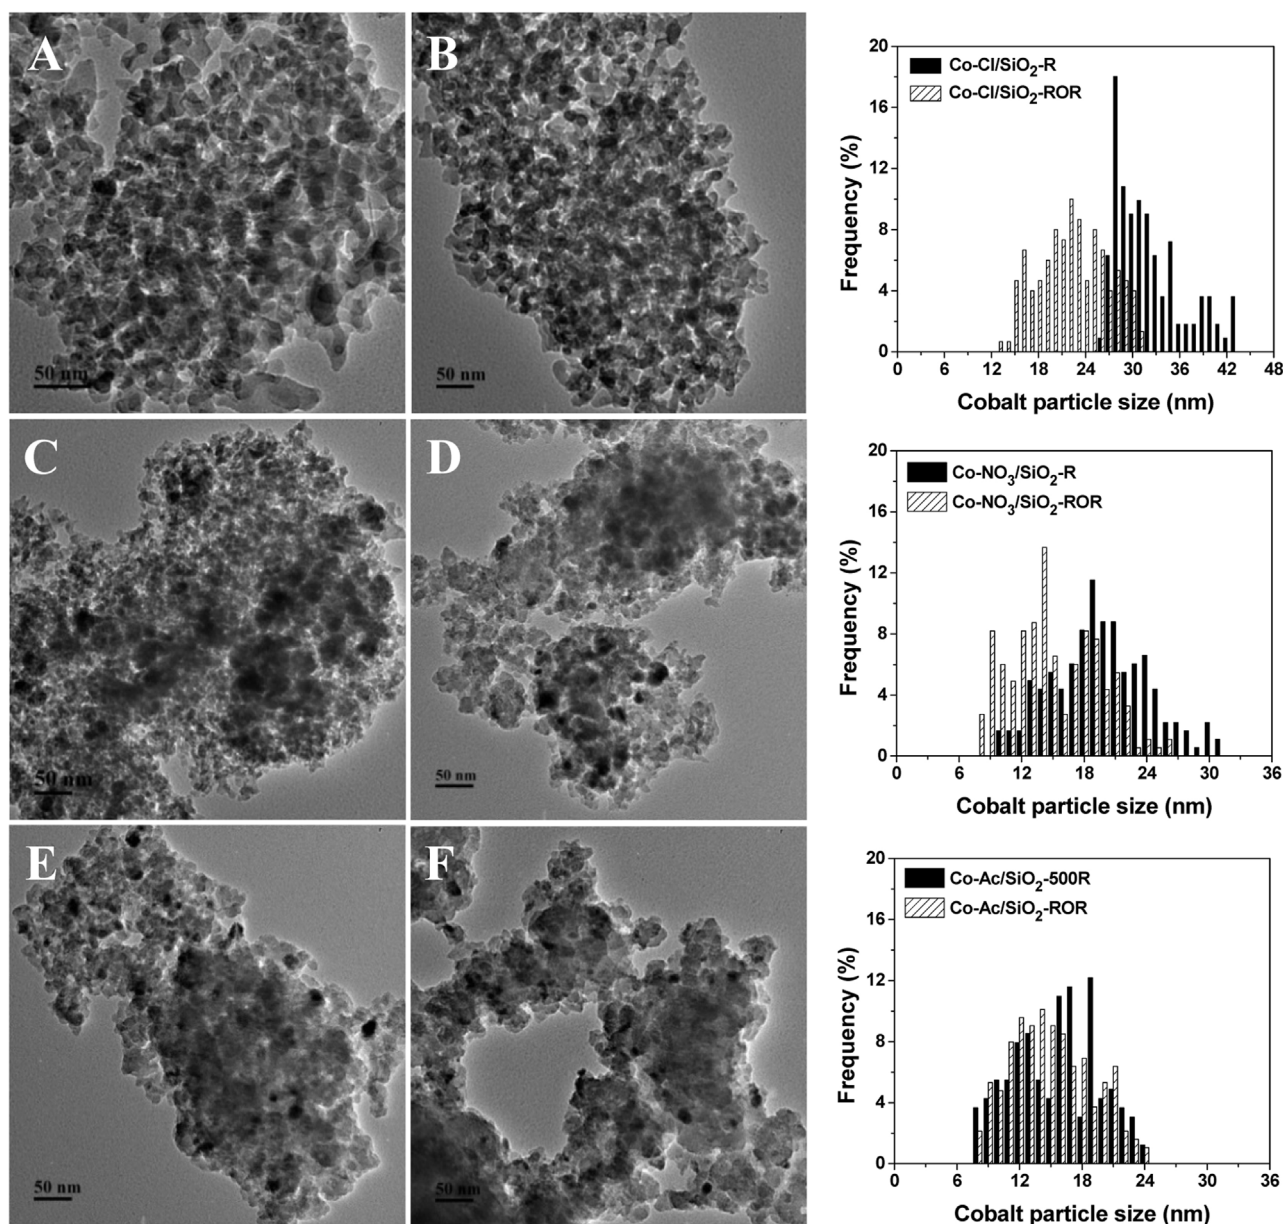 A
50 nm
B
50 nm
20
16
12
8
4
0
Frequency (%)
Co-Cl/SiO2-R
Co-Cl/SiO2-ROR
0 6 12 18 24 30 36 42 48
Cobalt particle size (nm)
C
50 nm
D
50 nm
20
16
12
8
4
0
Frequency (%)
Co-NO3/SiO2-R
Co-NO3/SiO2-ROR
0 6 12 18 24 30 36
Cobalt particle size (nm)
E
50 nm
F
50 nm
20
16
12
8
4
0
Frequency (%)
Co-Ac/SiO2-500R
Co-Ac/SiO2-ROR
0 6 12 18 24 30 36
Cobalt particle size (nm)